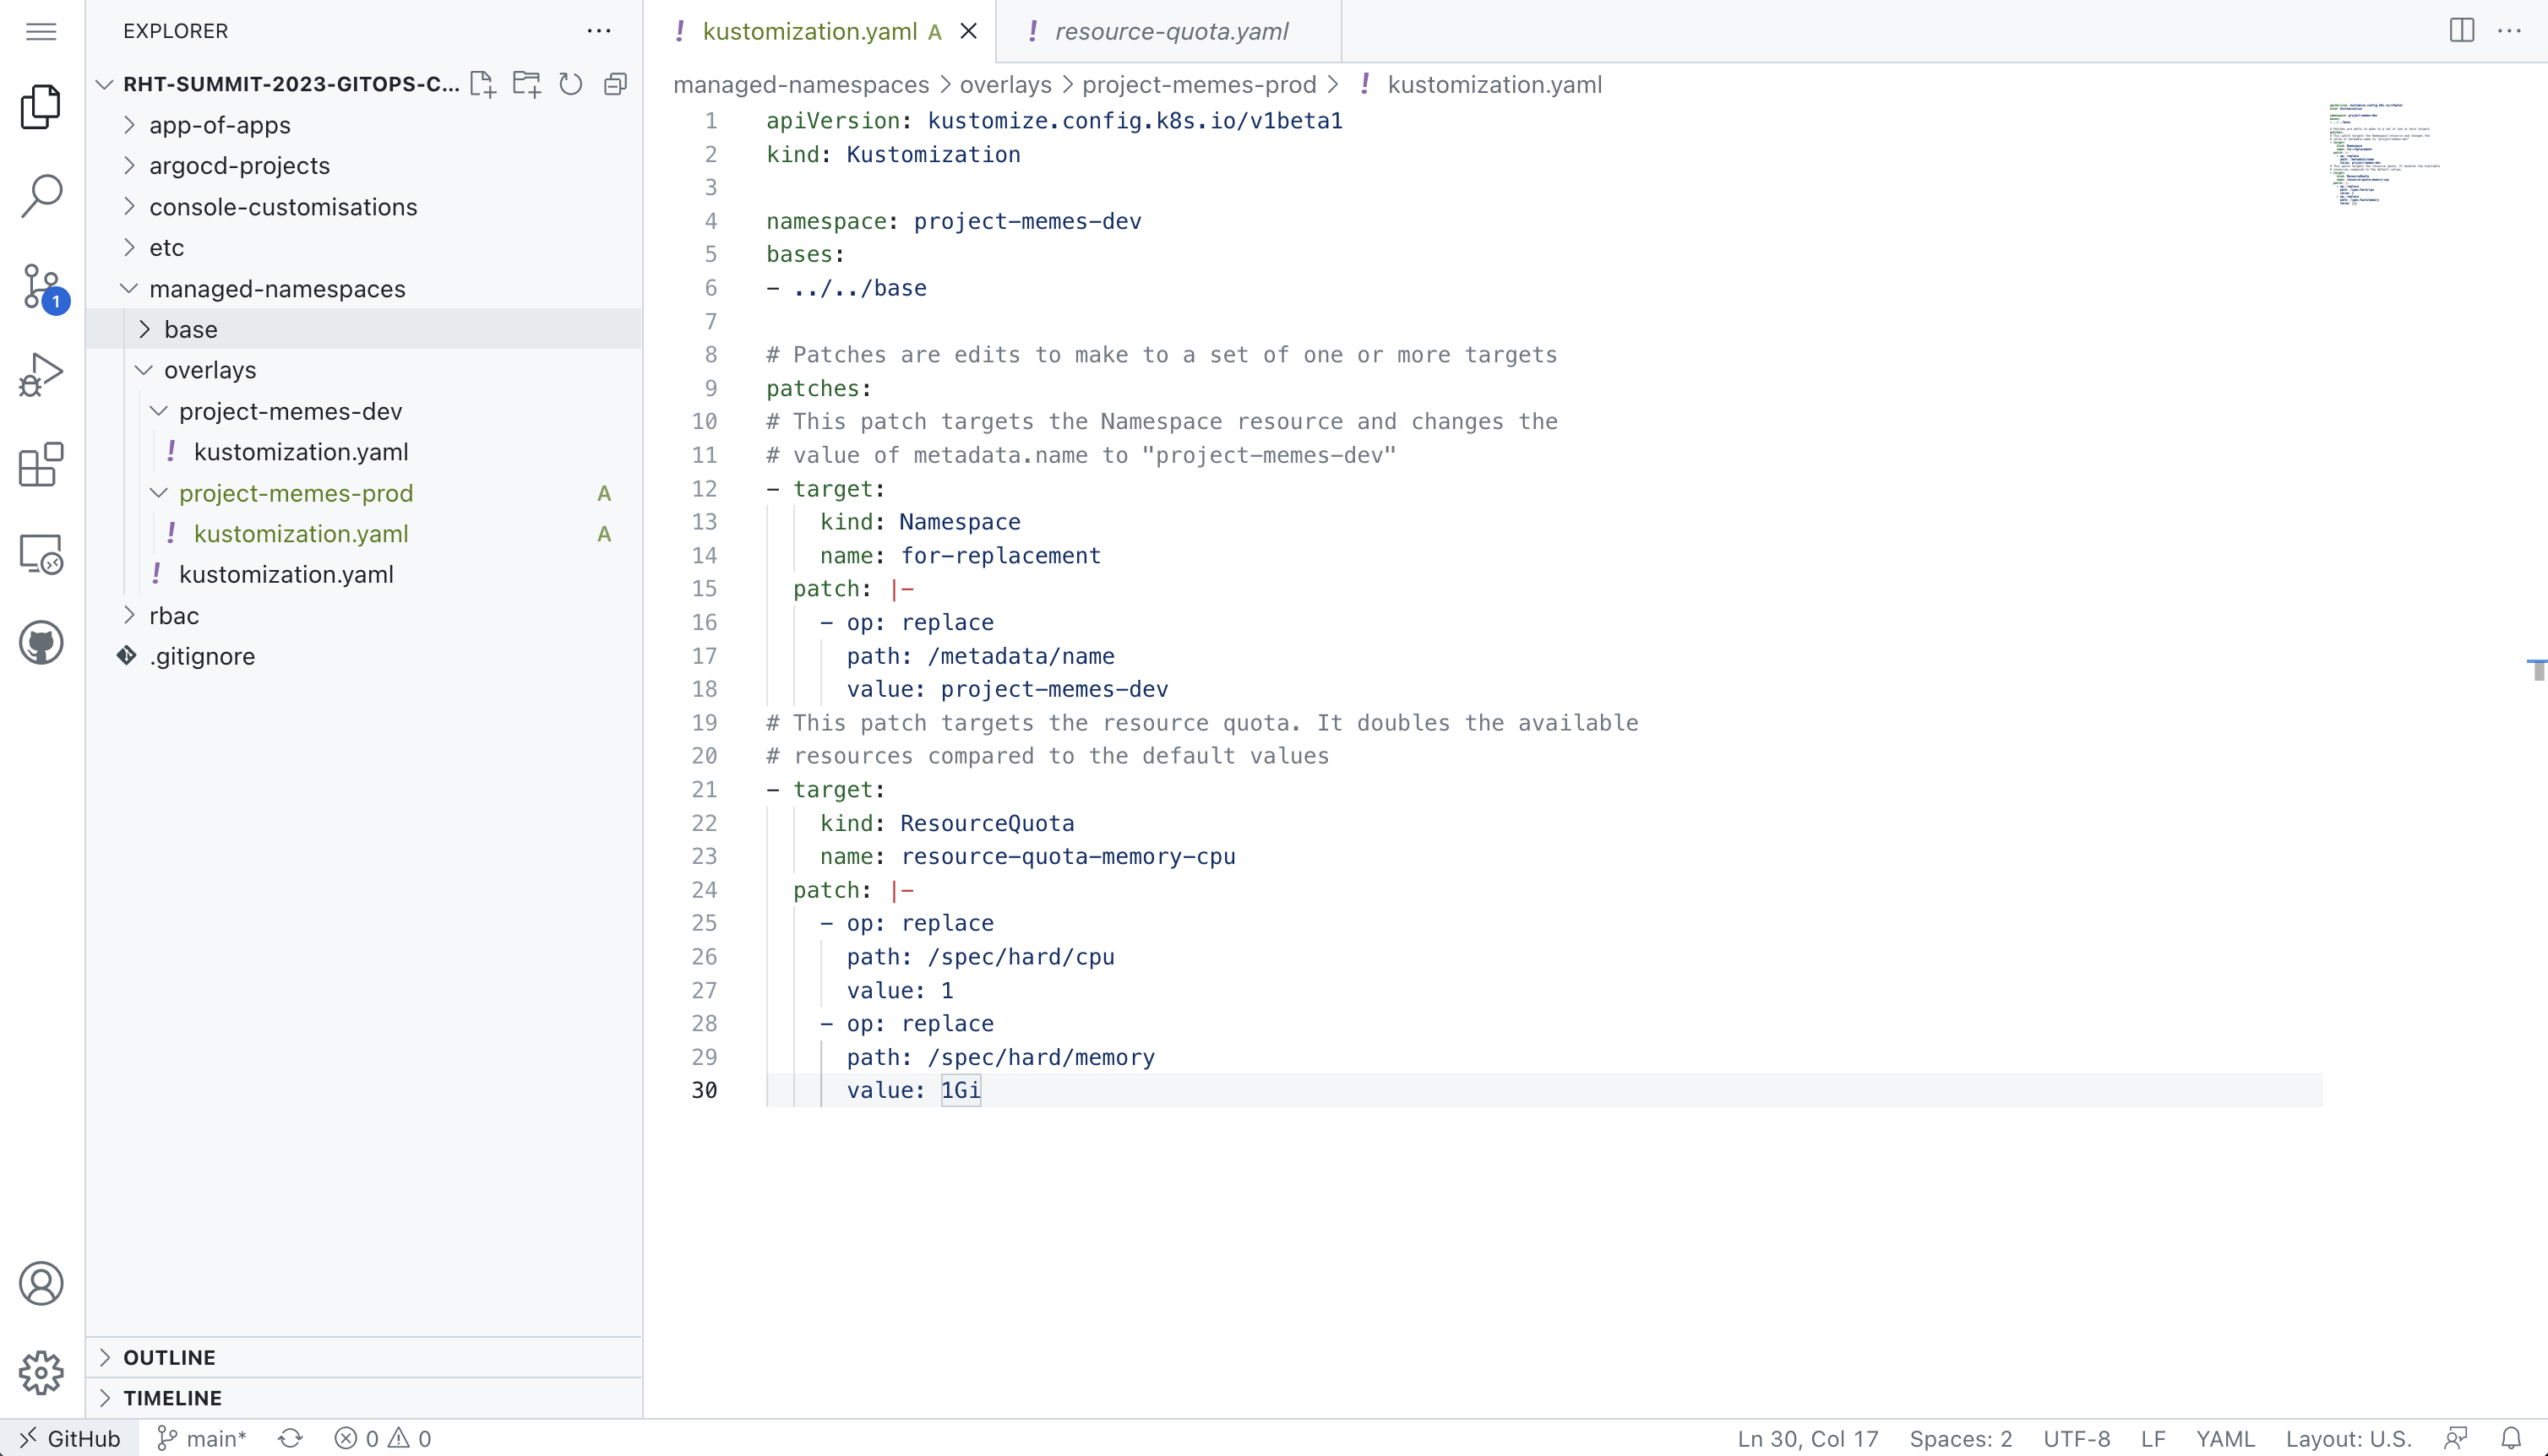 EXPLORER
RHT-SUMMIT-2023-GITOPS-C...
app-of-apps
argocd-projects
console-customisations
etc
managed-namespaces
base
overlays
project-memes-dev
kustomization.yaml
project-memes-prod A
kustomization.yaml A
kustomization.yaml
rbac
.gitignore
OUTLINE
TIMELINE
1
kustomization.yaml A
resource-quota.yaml
managed-namespaces > overlays > project-memes-prod > ! kustomization.yaml
1 apiVersion: kustomize.config.k8s.io/v1beta1
2 kind: Kustomization
3
4 namespace: project-memes-dev
5 bases:
6 - ../../base
7
8 # Patches are edits to make to a set of one or more targets
9 patches:
10 # This patch targets the Namespace resource and changes the
11 # value of metadata.name to "project-memes-dev"
12 - target:
13 kind: Namespace
14 name: for-replacement
15 patch: |-
16 - op: replace
17 path: /metadata/name
18 value: project-memes-dev
19 # This patch targets the resource quota. It doubles the available
20 # resources compared to the default values
21 - target:
22 kind: ResourceQuota
23 name: resource-quota-memory-cpu
24 patch: |-
25 - op: replace
26 path: /spec/hard/cpu
27 value: 1
28 - op: replace
29 path: /spec/hard/memory
30 value: 1Gi
GitHub main* 0 0 Ln 30, Col 17 Spaces: 2 UTF-8 LF YAML Layout: U.S.